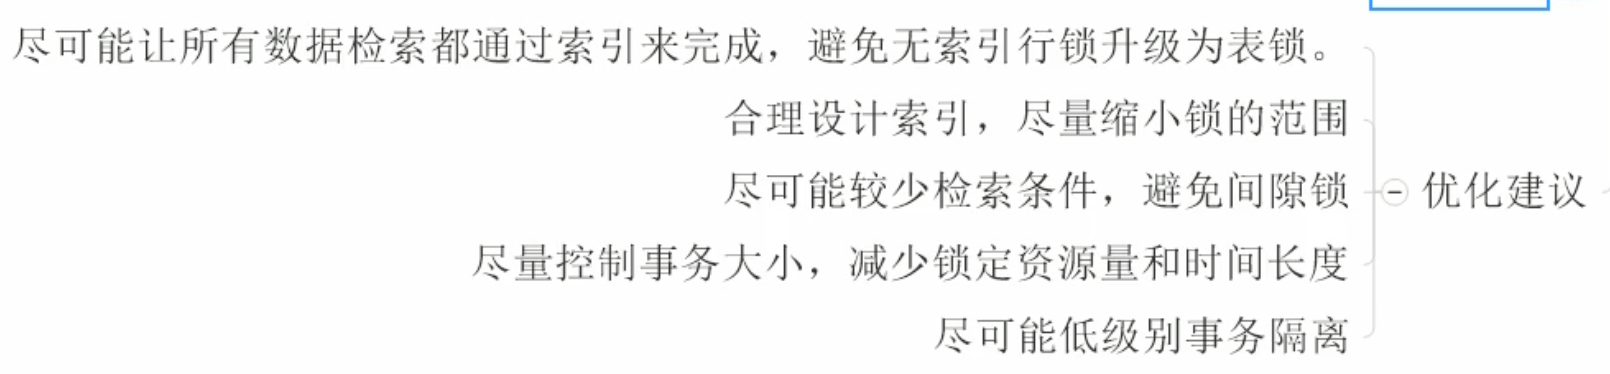 尽可能让所有数据检索都通过索引来完成，避免无索引行锁升级为表锁。
合理设计索引，尽量缩小锁的范围
尽可能较少检索条件，避免间隙锁
优化建议
尽量控制事务大小，减少锁定资源量和时间长度
尽可能低级别事务隔离